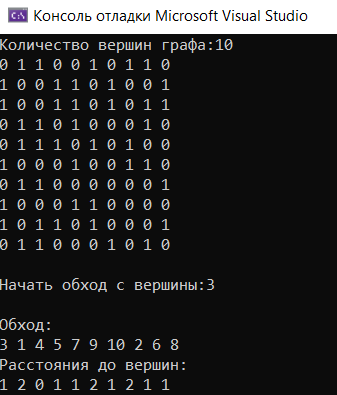 Консоль отладки Microsoft Visual Studio
Количество вершин графа:10
0 1 1 0 0 1 0 1 1 0
1 0 0 1 1 0 1 0 0 1
1 0 0 1 1 0 1 0 1 1
0 1 1 0 1 0 0 0 1 0
0 1 1 1 0 1 0 1 0 0
1 0 0 0 1 0 0 1 1 0
0 1 1 0 0 0 0 0 0 1
1 0 0 0 1 1 0 0 0 0
1 0 1 1 0 1 0 0 0 1
0 1 1 0 0 0 1 0 1 0
Начать обход с вершины:3
Обход:
3 1 4 5 7 9 10 2 6 8
Расстояния до вершин:
1 2 0 1 1 2 1 2 1 1